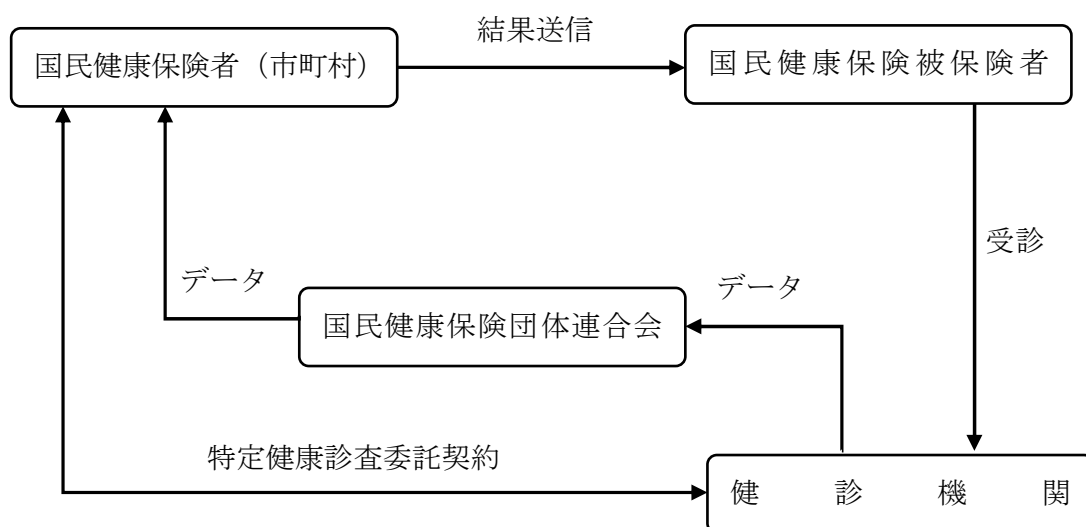 結果送信
国民健康保険者（市町村）
国民健康保険被保険者
受診
データ
データ
国民健康保険団体連合会
特定健康診査委託契約
健診機関